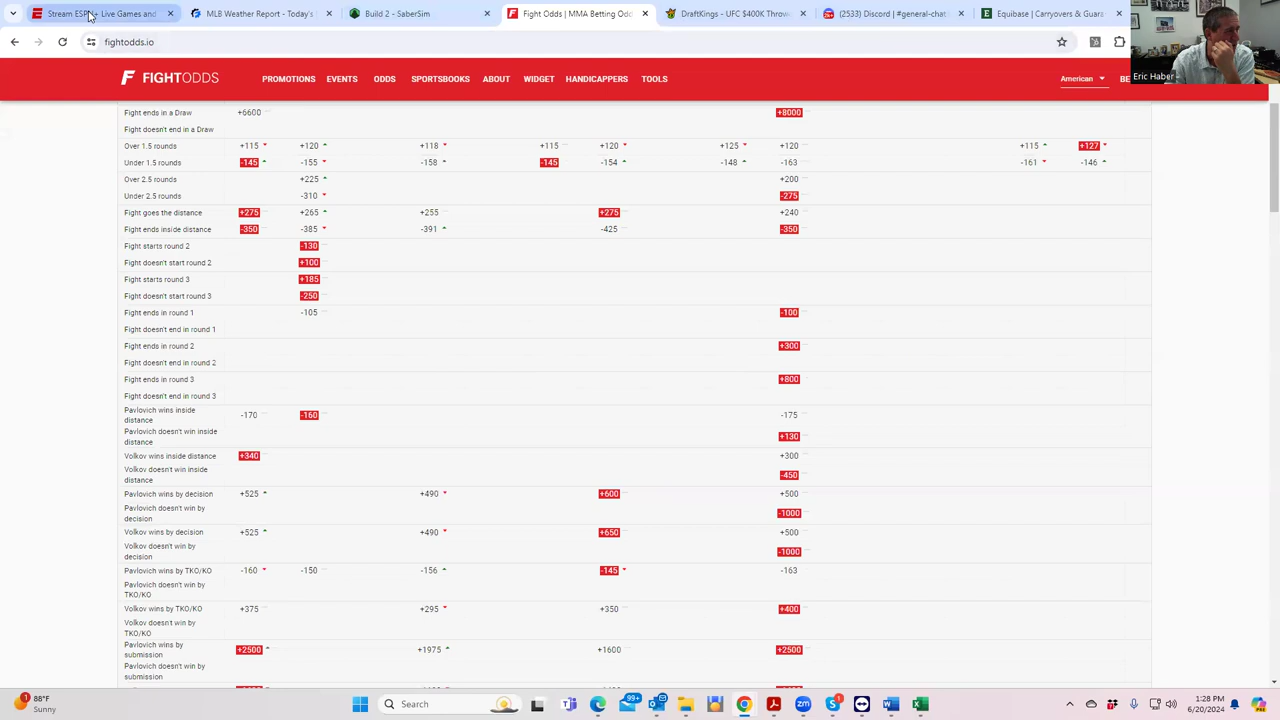 Stream ESPN+ Live Games and
MLB Weather Report - Today's
Build 2 - SaberSim
Fight Odds | MMA Betting Odd
(2533) Discord | general-chat
Equibase | Carryovers & Guara
fightodds.io
Eric Haber
FIGHTODDS PROMOTIONS EVENTS ODDS SPORTSBOOKS ABOUT WIDGET HANDICAPPERS TOOLS American BE
Fight ends in a Draw +6600 +8000
Fight doesn't end in a Draw
Over 1.5 rounds +115 +120 +118 +115 +120 +125 +120 +115 +127
Under 1.5 rounds -145 -155 -158 -145 -154 -148 -163 -161 -146
Over 2.5 rounds +225 +200
Under 2.5 rounds -310 -275
Fight goes the distance +275 +265 +255 +275 +240
Fight ends inside distance -350 -385 -391 -425 -350
Fight starts round 2 -130
Fight doesn't start round 2 +100
Fight starts round 3 +185
Fight doesn't start round 3 -250
Fight ends in round 1 -105 -100
Fight doesn't end in round 1
Fight ends in round 2 +300
Fight doesn't end in round 2
Fight ends in round 3 +800
Fight doesn't end in round 3
Pavlovich wins inside
distance -170 -160 -175
Pavlovich doesn't win inside
distance +130
Volkov wins inside distance +340 +300
Volkov doesn't win inside
distance -450
Pavlovich wins by decision +525 +490 +600 +500
Pavlovich doesn't win by
decision -1000
Volkov wins by decision +525 +490 +650 +500
Volkov doesn't win by
decision -1000
Pavlovich wins by TKO/KO -160 -150 -156 -145 -163
Pavlovich doesn't win by
TKO/KO
Volkov wins by TKO/KO +375 +295 +350 +400
Volkov doesn't win by
TKO/KO
Pavlovich wins by
submission +2500 +1975 +1600 +2500
Pavlovich doesn't win by
submission
1
88°F
Sunny
Search
99+
1:28 PM
6/20/2024